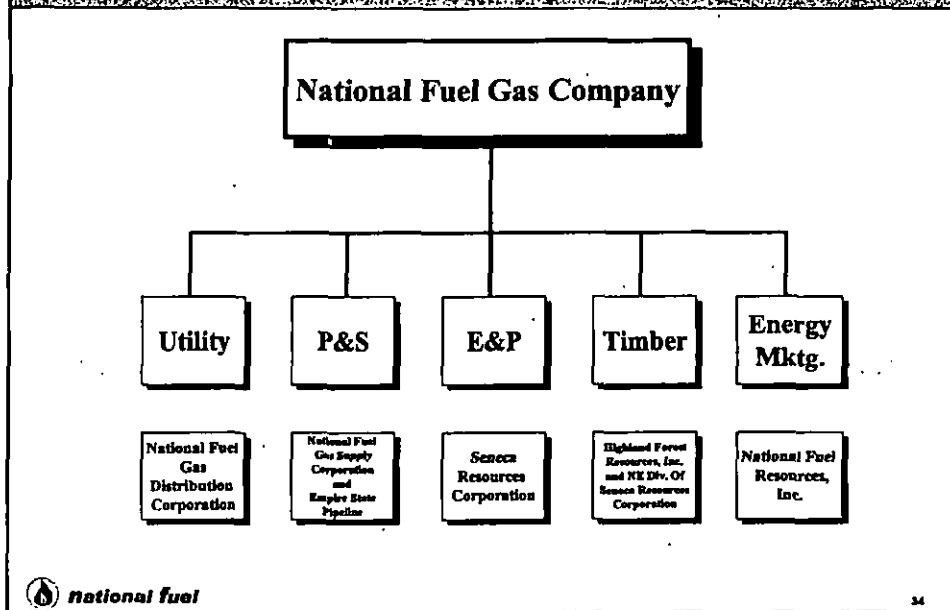 National Fuel Gas Company
Utility
P&S
E&P
Timber
Energy
Mktg.
National Fuel
Gas
Distribution
Corporation
National Fuel
Gas Supply
Corporation
and
Empire State
Pipeline
Seneca
Resources
Corporation
Highland Forest
Resources, Inc.
and NE Div. Of
Seneca Resources
Corporation
National Fuel
Resources,
Inc.
national fuel
34